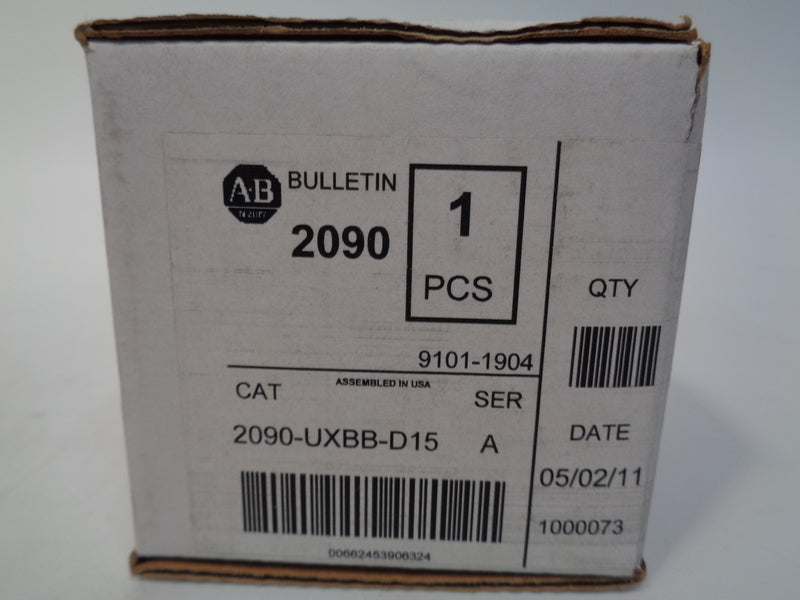 A-B
BULLETIN
2090
1
PCS
QTY
9101-1904
ASSEMBLED IN USA
CAT
SER
2090-UXBB-D15
A
DATE
05/02/11
1000073
00662453906324